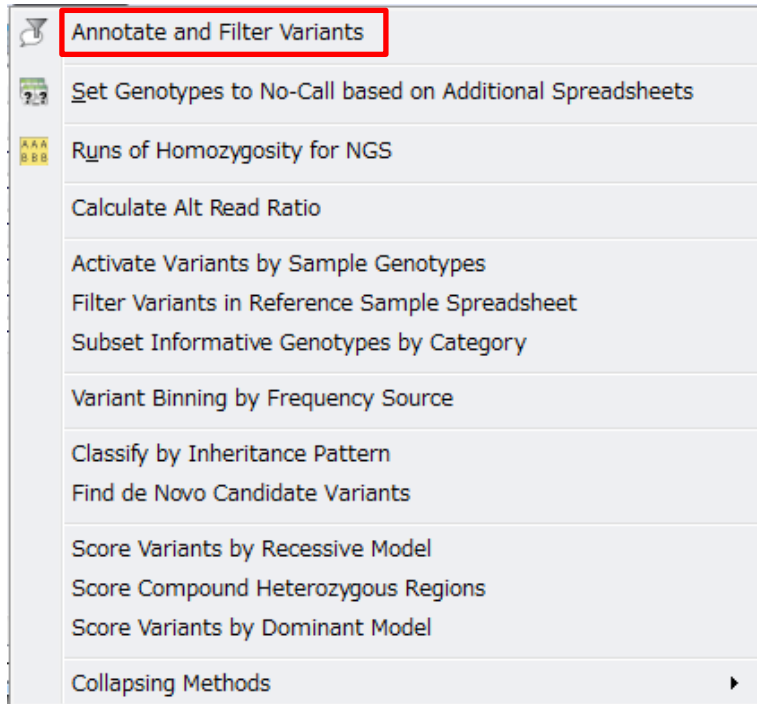 Annotate and Filter Variants
??? Set Genotypes to No-Call based on Additional Spreadsheets
AAA
BBB
Runs of Homozygosity for NGS
Calculate Alt Read Ratio
Activate Variants by Sample Genotypes
Filter Variants in Reference Sample Spreadsheet
Subset Informative Genotypes by Category
Variant Binning by Frequency Source
Classify by Inheritance Pattern
Find de Novo Candidate Variants
Score Variants by Recessive Model
Score Compound Heterozygous Regions
Score Variants by Dominant Model
Collapsing Methods